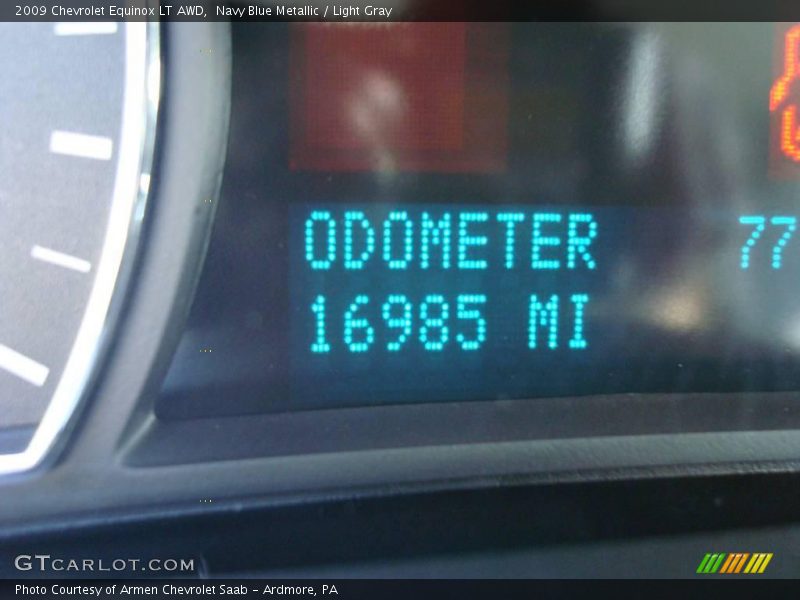 2009 Chevrolet Equinox LT AWD, Navy Blue Metallic / Light Gray
ODOMETER 77
16985 MI
GTCARLOT.COM
Photo Courtesy of Armen Chevrolet Saab - Ardmore, PA